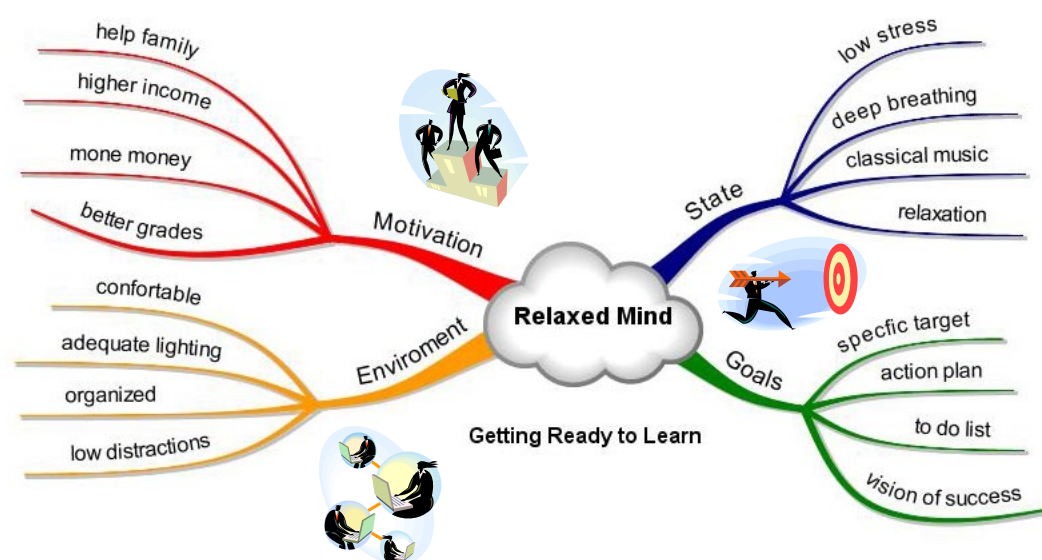 help family
higher income
mone money
better grades
Motivation
confortable
adequate lighting
organized
low distractions
Enviroment
Relaxed Mind
Getting Ready to Learn
low stress
deep breathing
classical music
relaxation
State
specfic target
action plan
to do list
vision of success
Goals